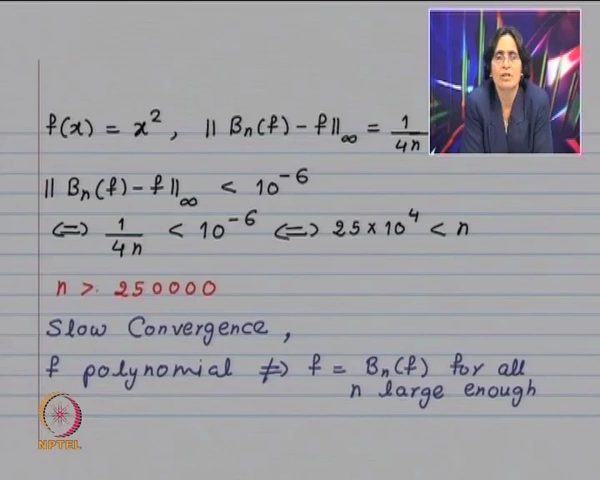 f(x) = x², || Bn(f) - f ||∞ = 1/4n
|| Bn(f) - f ||∞ < 10⁻⁶
⇔ 1/4n < 10⁻⁶ ⇔ 25 × 10⁴ < n
n > 250000
Slow Convergence,
f polynomial ⇏ f = Bn(f) for all
n large enough
NPTEL